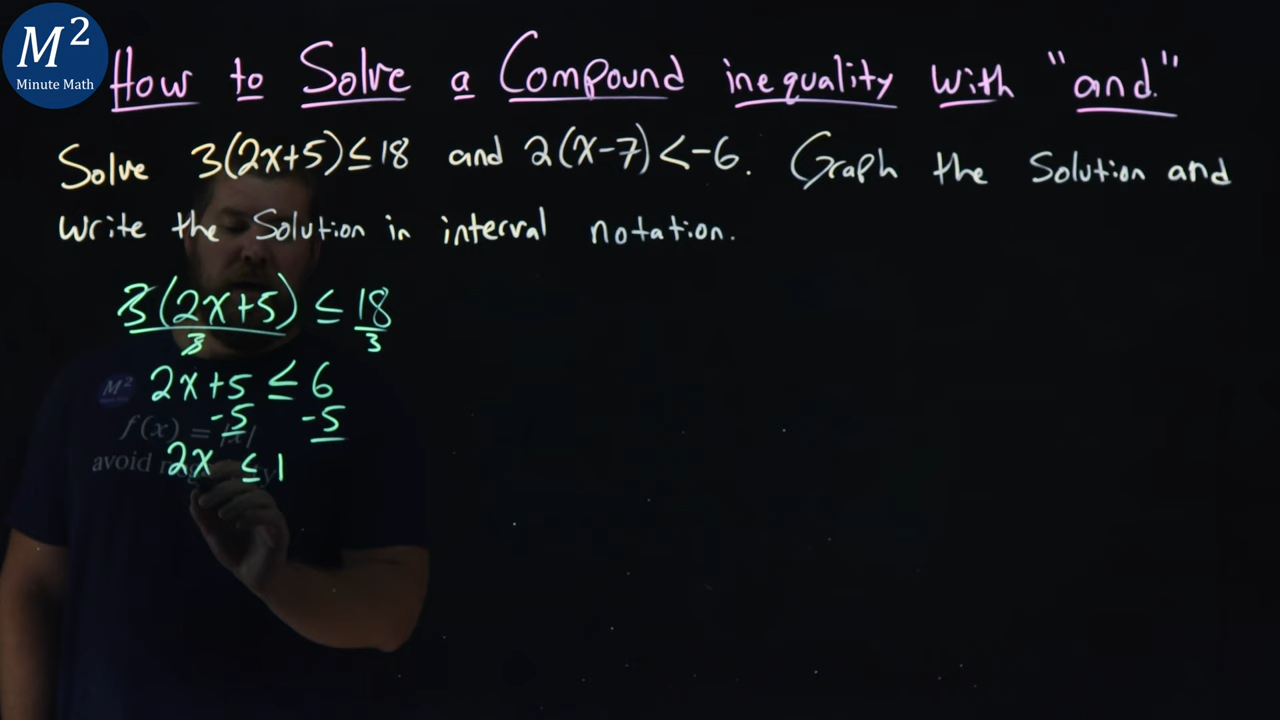 M²
Minute Math
How to Solve a Compound inequality with "and."
Solve 3(2x+5)≤18 and 2(x-7)<-6. Graph the Solution and
write the Solution in interval notation.
3(2x+5) ≤ 18
3 3
2x+5 ≤ 6
-5 -5
2x ≤ 1
M²
f(x) = |x|
avoid